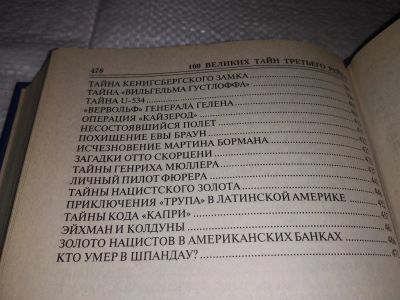 478 100 ВЕЛИКИХ ТАЙН ТРЕТЬЕГО
ТАЙНА КЕНИГСБЕРГСКОГО ЗАМКА
ТАЙНА «ВИЛЬГЕЛЬМА ГУСТЛОФФА»
ТАЙНА U-534
«ВЕРВОЛЬФ» ГЕНЕРАЛА ГЕЛЕНА
ОПЕРАЦИЯ «КАЙЗЕРОД»
НЕСОСТОЯВШИЙСЯ ПОЛЕТ
ПОХИЩЕНИЕ ЕВЫ БРАУН
ИСЧЕЗНОВЕНИЕ МАРТИНА БОРМАНА
ЗАГАДКИ ОТТО СКОРЦЕНИ
ТАЙНЫ ГЕНРИХА МЮЛЛЕРА
ЛИЧНЫЙ ПИЛОТ ФЮРЕРА
ТАЙНЫ НАЦИСТСКОГО ЗОЛОТА
ПРИКЛЮЧЕНИЯ «ТРУПА» В ЛАТИНСКОЙ АМЕРИКЕ
ТАЙНЫ КОДА «КАПРИ»
ЭЙХМАН И КОЛДУНЫ
ЗОЛОТО НАЦИСТОВ В АМЕРИКАНСКИХ БАНКАХ
КТО УМЕР В ШПАНДАУ?